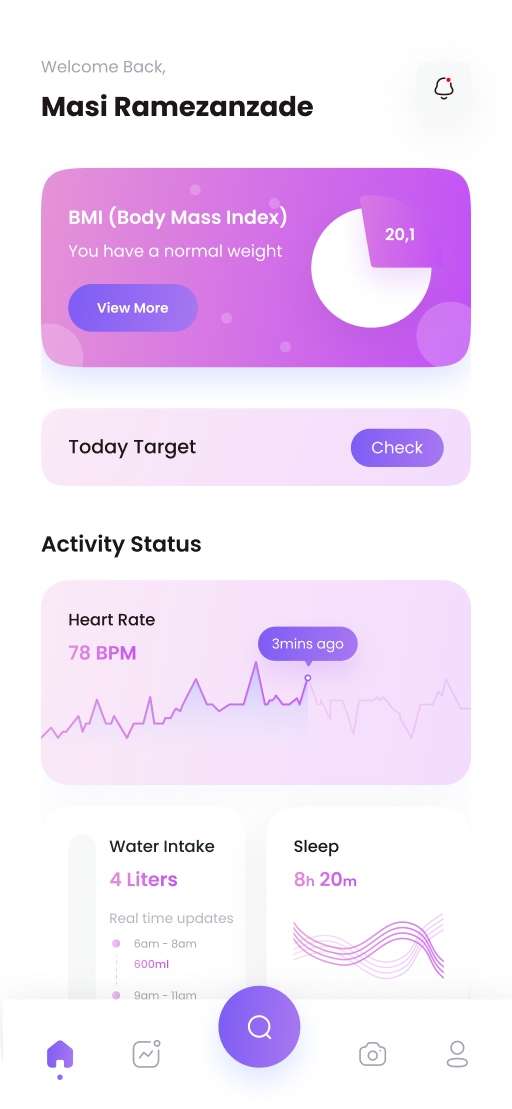 Welcome Back,
Masi Ramezanzade
BMI (Body Mass Index)
You have a normal weight
20,1
View More
Today Target
Check
Activity Status
Heart Rate
78 BPM
3mins ago
Water Intake
4 Liters
Real time updates
6am - 8am
600ml
9am - 11am
Sleep
8h 20m